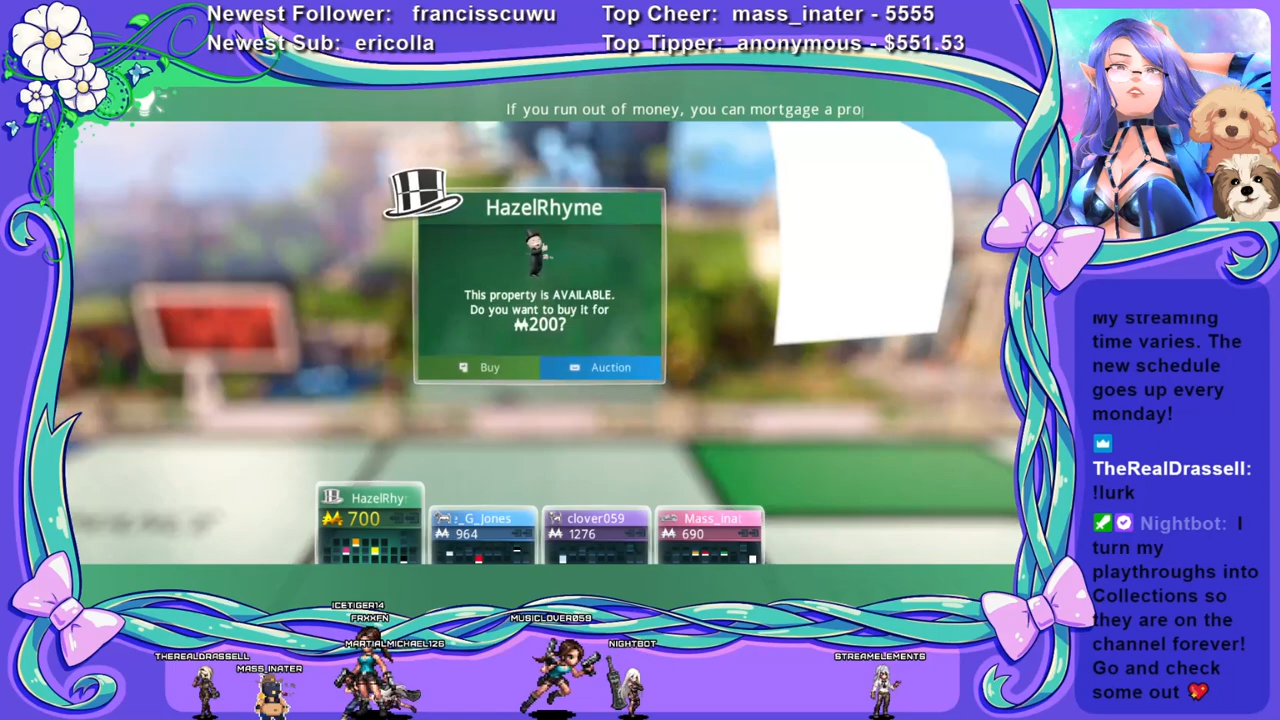 Newest Follower: francisscuwu
Top Cheer: mass_inater - 5555
Newest Sub: ericolla
Top Tipper: anonymous - $551.53
If you run out of money, you can mortgage a pro
HazelRhyme
This property is AVAILABLE.
Do you want to buy it for
₩200?
Buy
Auction
HazelRhy
700
_G_Jones
964
clover059
1276
Mass_inat
690
My streaming
time varies. The
new schedule
goes up every
monday!
TheRealDrassell:
!lurk
Nightbot: I
turn my
playthroughs into
Collections so
they are on the
channel forever!
Go and check
some out
ICETIGER14
FRXXFN
MARTIALMICHAEL126
THEREALDRASSELL
MASS_INATER
MUSICLOVER059
NIGHTBOT
STREAMELEMENTS